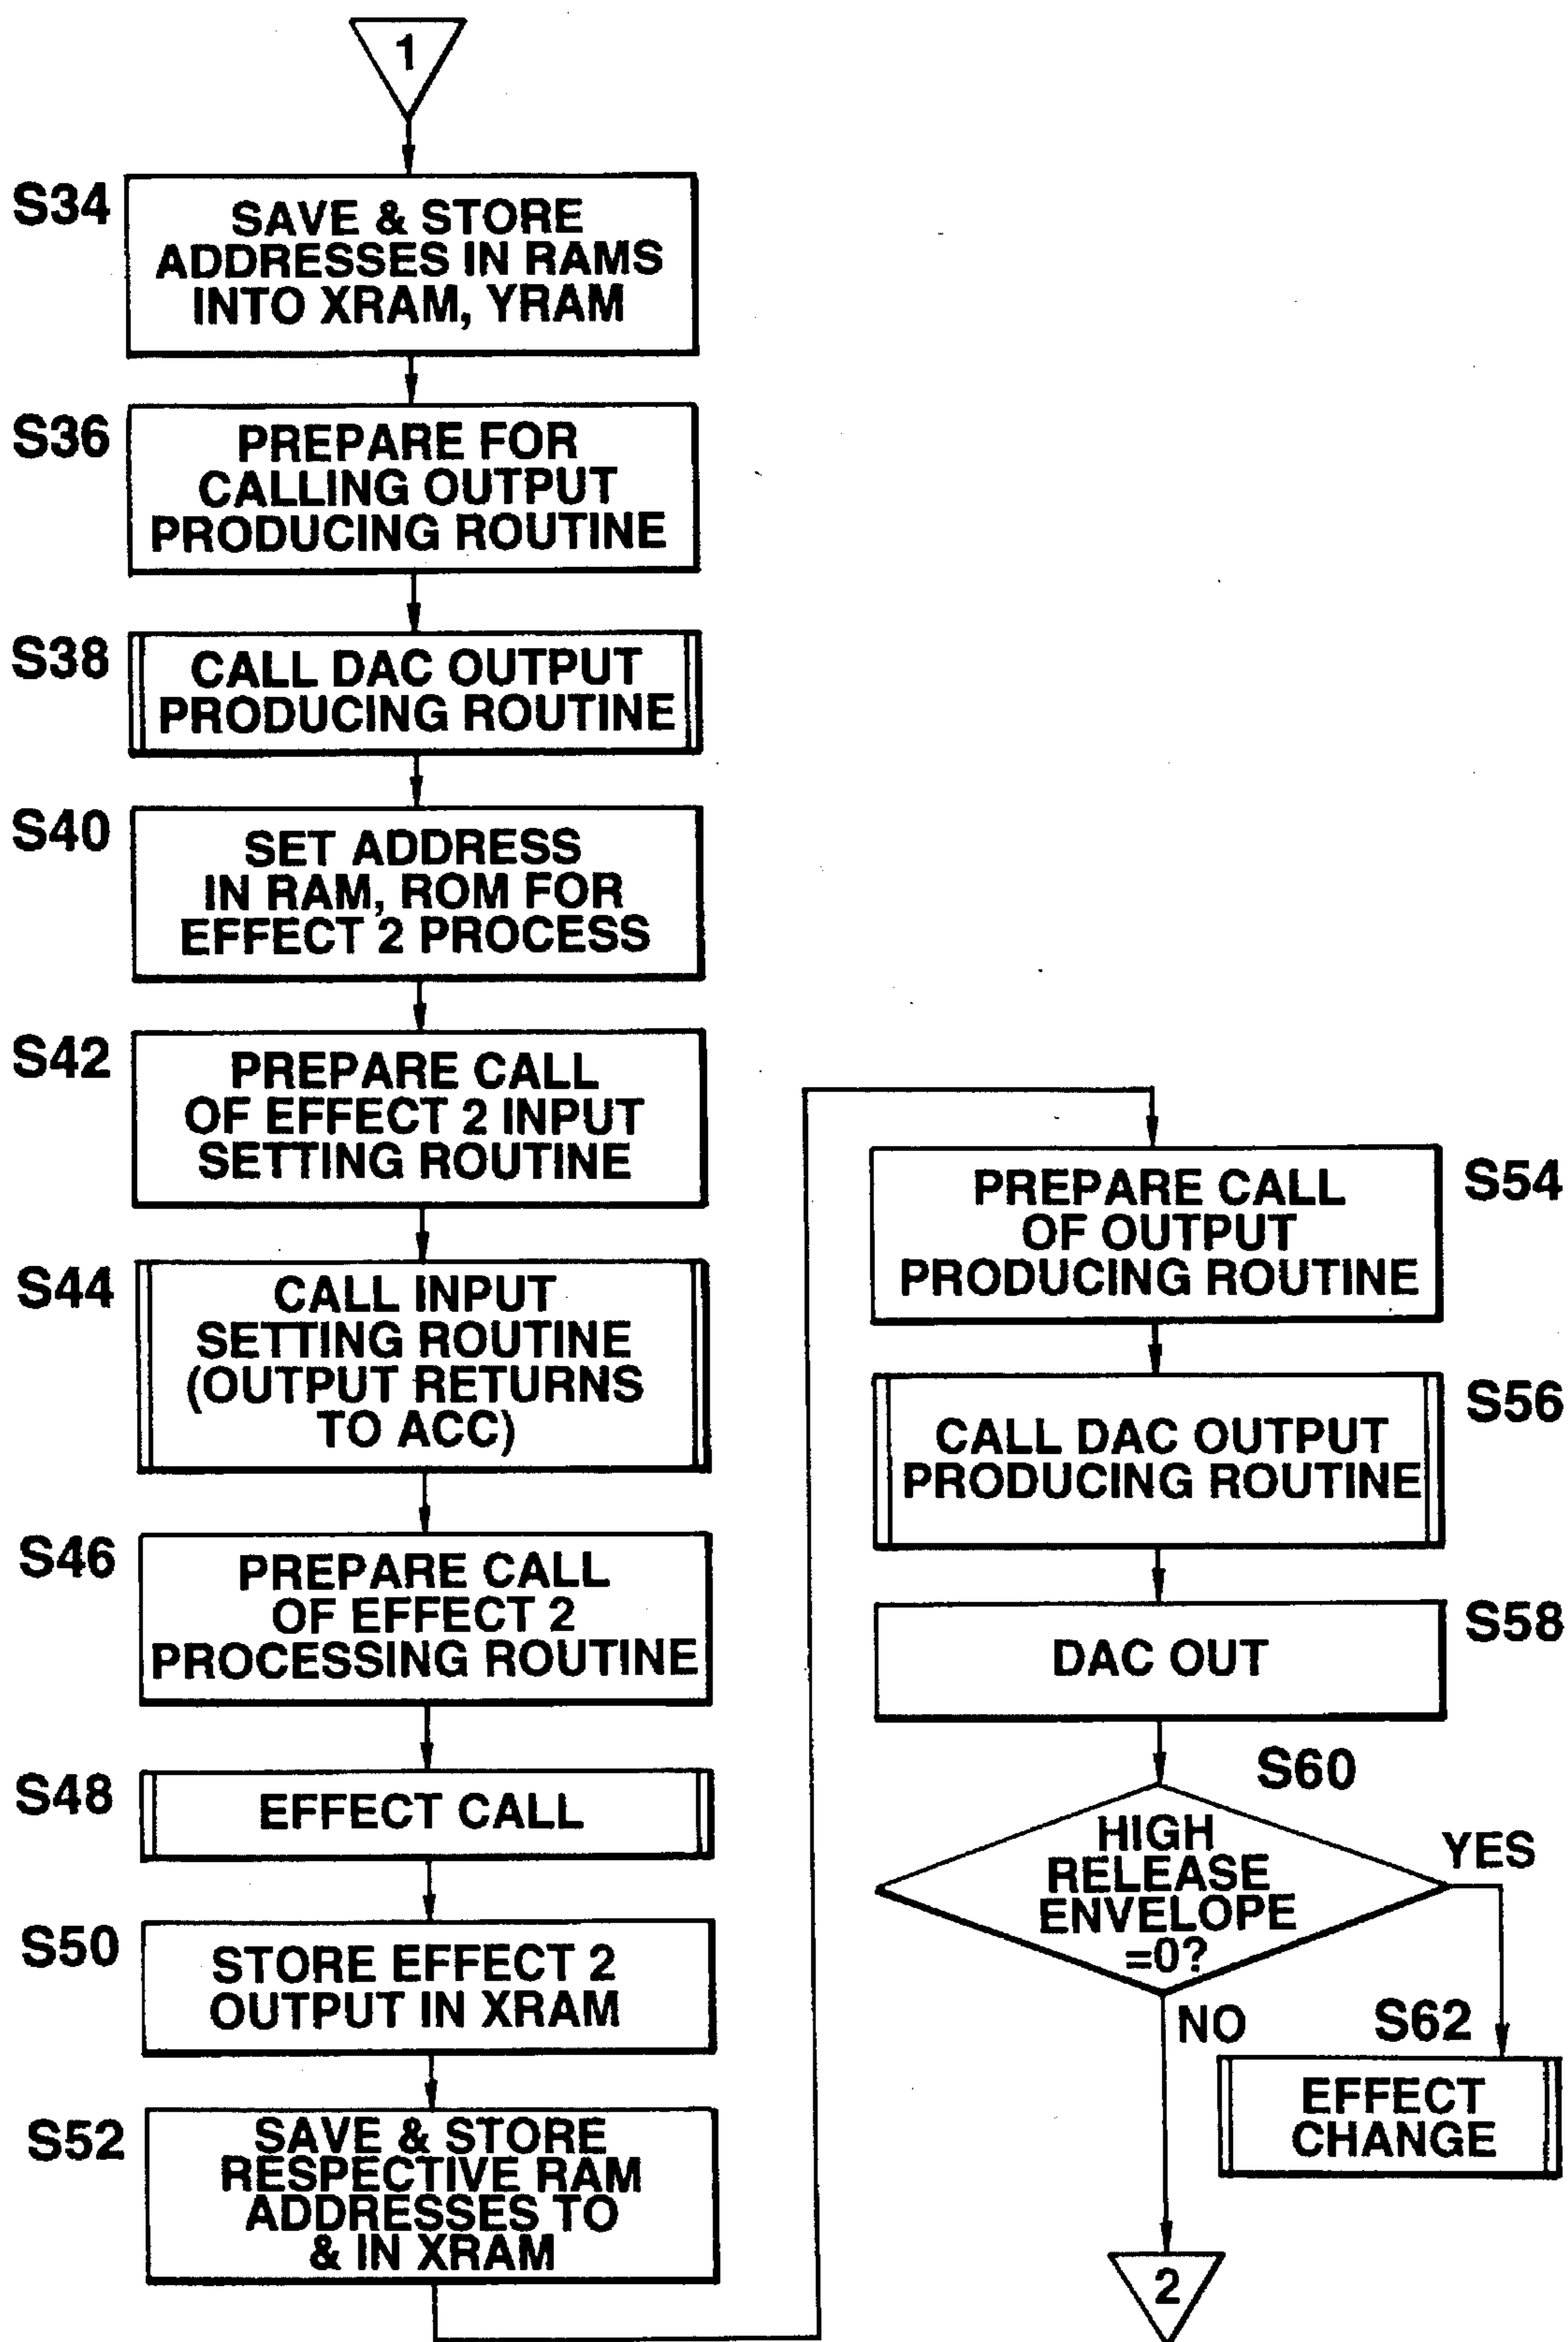 1
S34
SAVE & STORE
ADDRESSES IN RAMS
INTO XRAM, YRAM
S36
PREPARE FOR
CALLING OUTPUT
PRODUCING ROUTINE
S38
CALL DAC OUTPUT
PRODUCING ROUTINE
S40
SET ADDRESS
IN RAM, ROM FOR
EFFECT 2 PROCESS
S42
PREPARE CALL
OF EFFECT 2 INPUT
SETTING ROUTINE
S44
CALL INPUT
SETTING ROUTINE
(OUTPUT RETURNS
TO ACC)
S46
PREPARE CALL
OF EFFECT 2
PROCESSING ROUTINE
S48
EFFECT CALL
S50
STORE EFFECT 2
OUTPUT IN XRAM
S52
SAVE & STORE
RESPECTIVE RAM
ADDRESSES TO
& IN XRAM
S54
PREPARE CALL
OF OUTPUT
PRODUCING ROUTINE
S56
CALL DAC OUTPUT
PRODUCING ROUTINE
S58
DAC OUT
S60
HIGH
RELEASE
ENVELOPE
=0?
YES
NO
S62
EFFECT
CHANGE
2